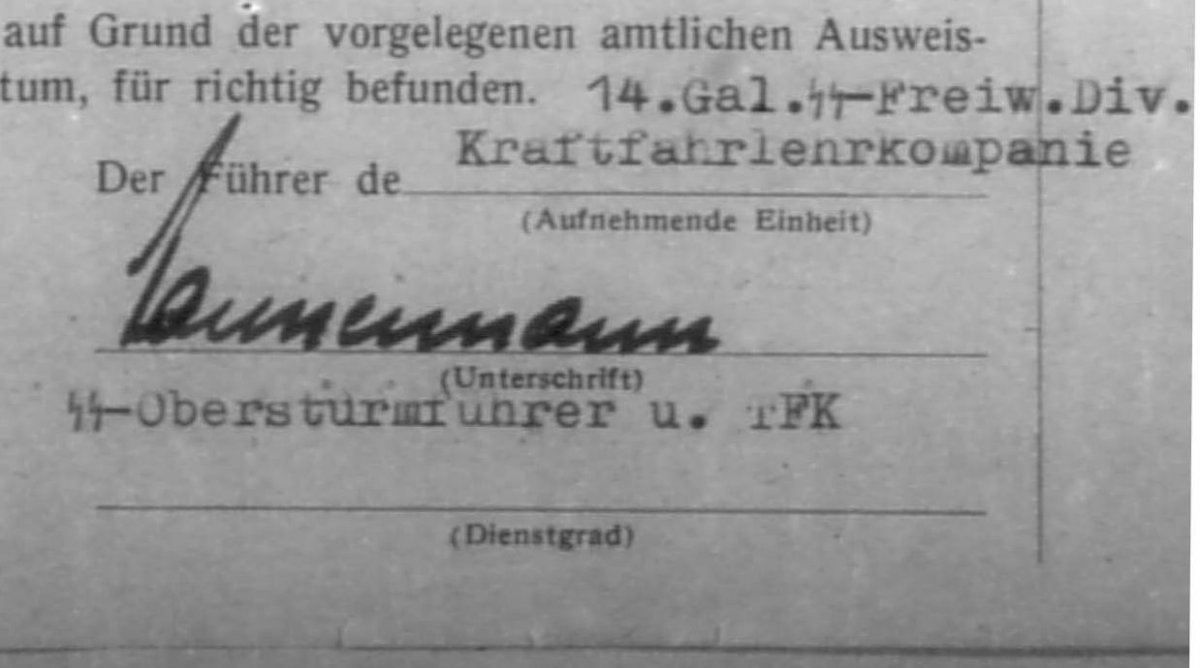 auf Grund der vorgelegenen amtlichen Ausweis-
tum, für richtig befunden. 14.Gal.ᛋᛋ-Freiw.Div.
Kraftfahrlehrkompanie
Der Führer de
(Aufnehmende Einheit)
(Unterschrift)
ᛋᛋ-Obersturmführer u. TFK
(Dienstgrad)